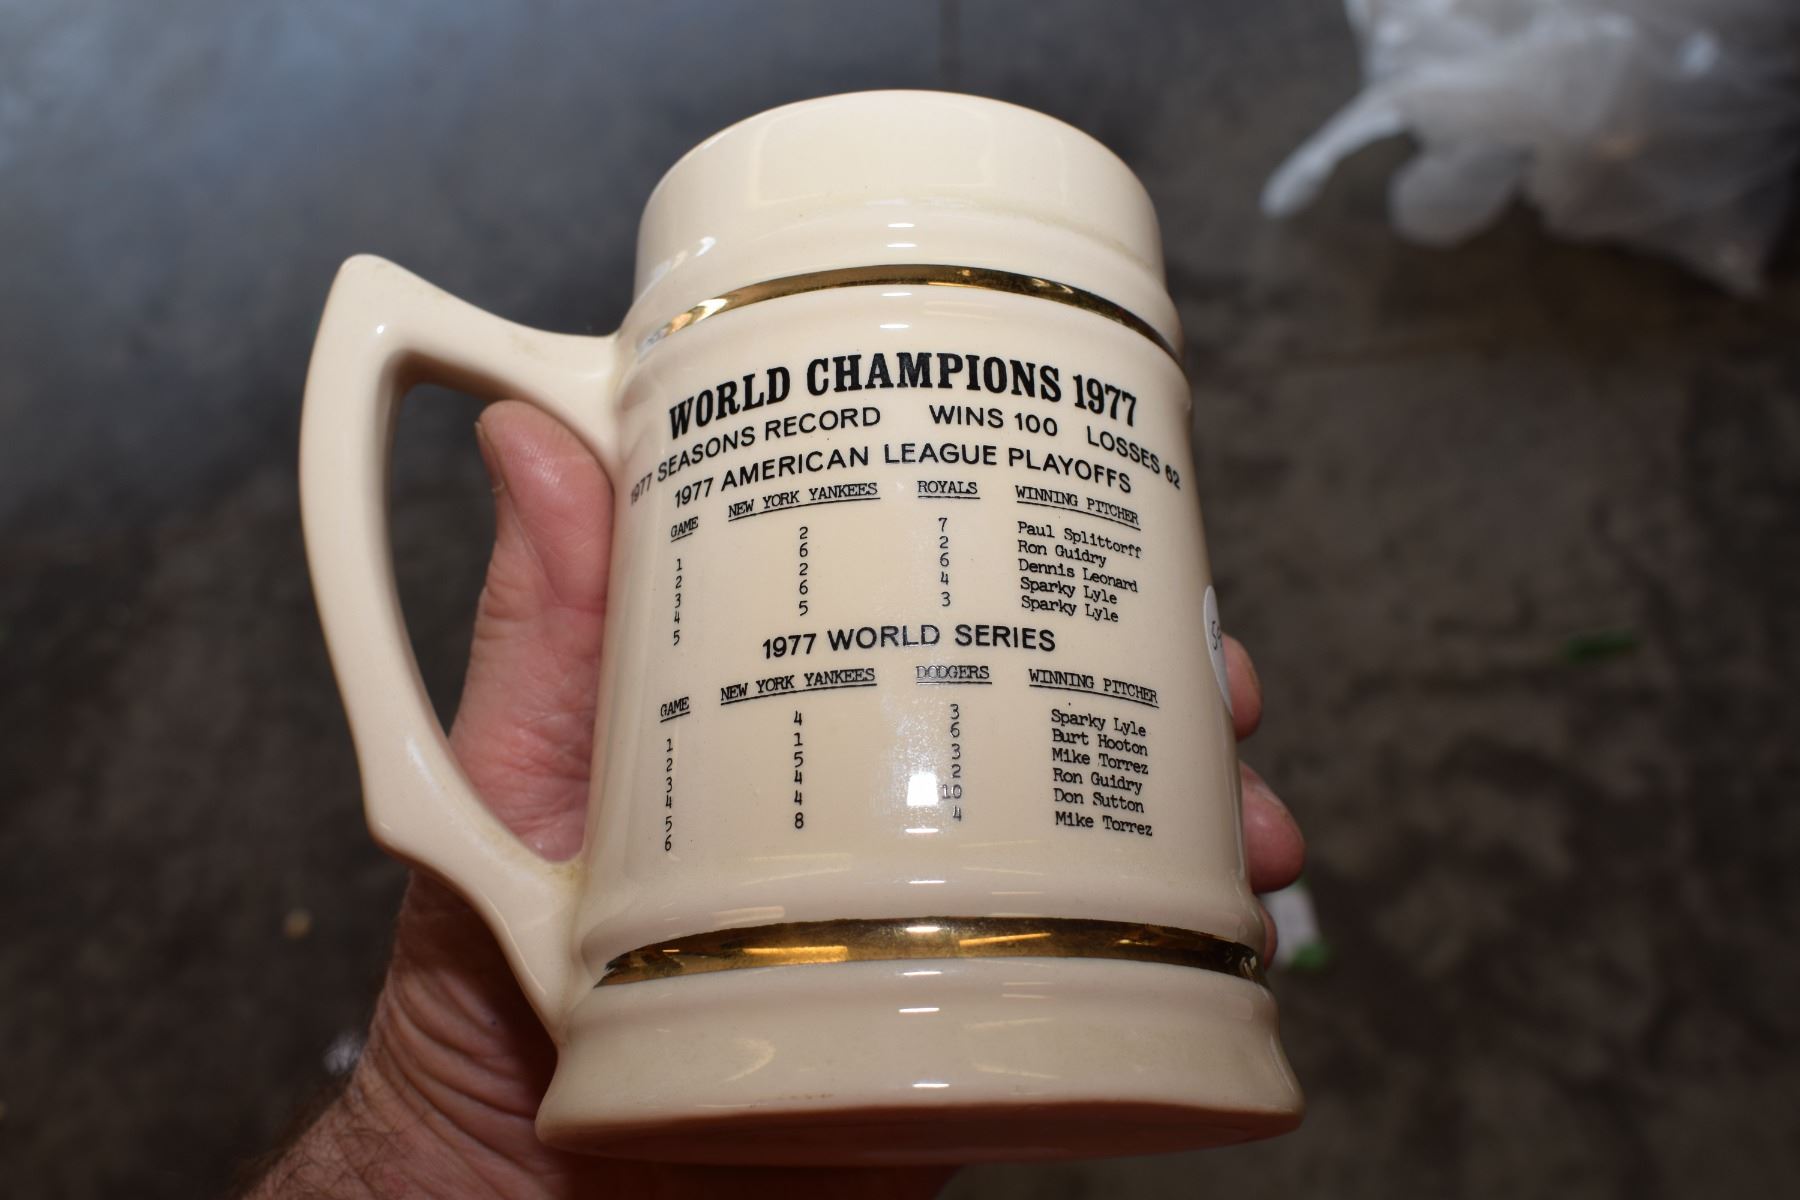 WORLD CHAMPIONS 1977
1977 SEASONS RECORD WINS 100 LOSSES 62
1977 AMERICAN LEAGUE PLAYOFFS
GAME NEW YORK YANKEES ROYALS WINNING PITCHER
1 2 7 Paul Splittorff
2 6 2 Ron Guidry
3 2 6 Dennis Leonard
4 6 4 Sparky Lyle
5 5 3 Sparky Lyle
1977 WORLD SERIES
GAME NEW YORK YANKEES DODGERS WINNING PITCHER
1 4 3 Sparky Lyle
2 1 6 Burt Hooton
3 5 3 Mike Torrez
4 4 2 Ron Guidry
5 4 10 Don Sutton
6 8 4 Mike Torrez